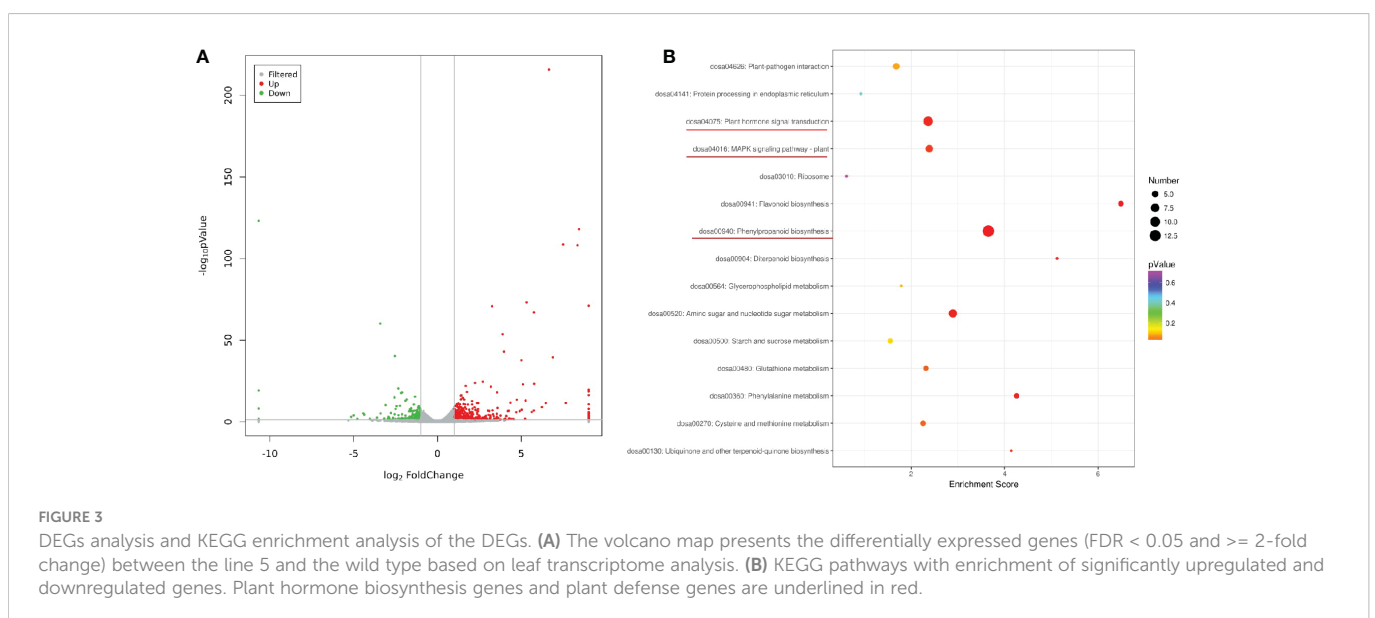 A
Filtered
Up
Down
200
150
100
50
0
-log10pValue
-10
-5
0
5
log2 FoldChange
B
dosa04626: Plant-pathogen interaction
dosa04141: Protein processing in endoplasmic reticulum
dosa04075: Plant hormone signal transduction
dosa04016: MAPK signaling pathway - plant
dosa03010: Ribosome
dosa00941: Flavonoid biosynthesis
dosa00940: Phenylpropanoid biosynthesis
dosa00904: Diterpenoid biosynthesis
dosa00564: Glycerophospholipid metabolism
dosa00520: Amino sugar and nucleotide sugar metabolism
dosa00500: Starch and sucrose metabolism
dosa00480: Glutathione metabolism
dosa00360: Phenylalanine metabolism
dosa00270: Cysteine and methionine metabolism
dosa00130: Ubiquinone and other terpenoid-quinone biosynthesis
2
4
6
Enrichment Score
Number
5.0
7.5
10.0
12.5
pValue
0.6
0.4
0.2
FIGURE 3
DEGs analysis and KEGG enrichment analysis of the DEGs. (A) The volcano map presents the differentially expressed genes (FDR < 0.05 and >= 2-fold
change) between the line 5 and the wild type based on leaf transcriptome analysis. (B) KEGG pathways with enrichment of significantly upregulated and
downregulated genes. Plant hormone biosynthesis genes and plant defense genes are underlined in red.